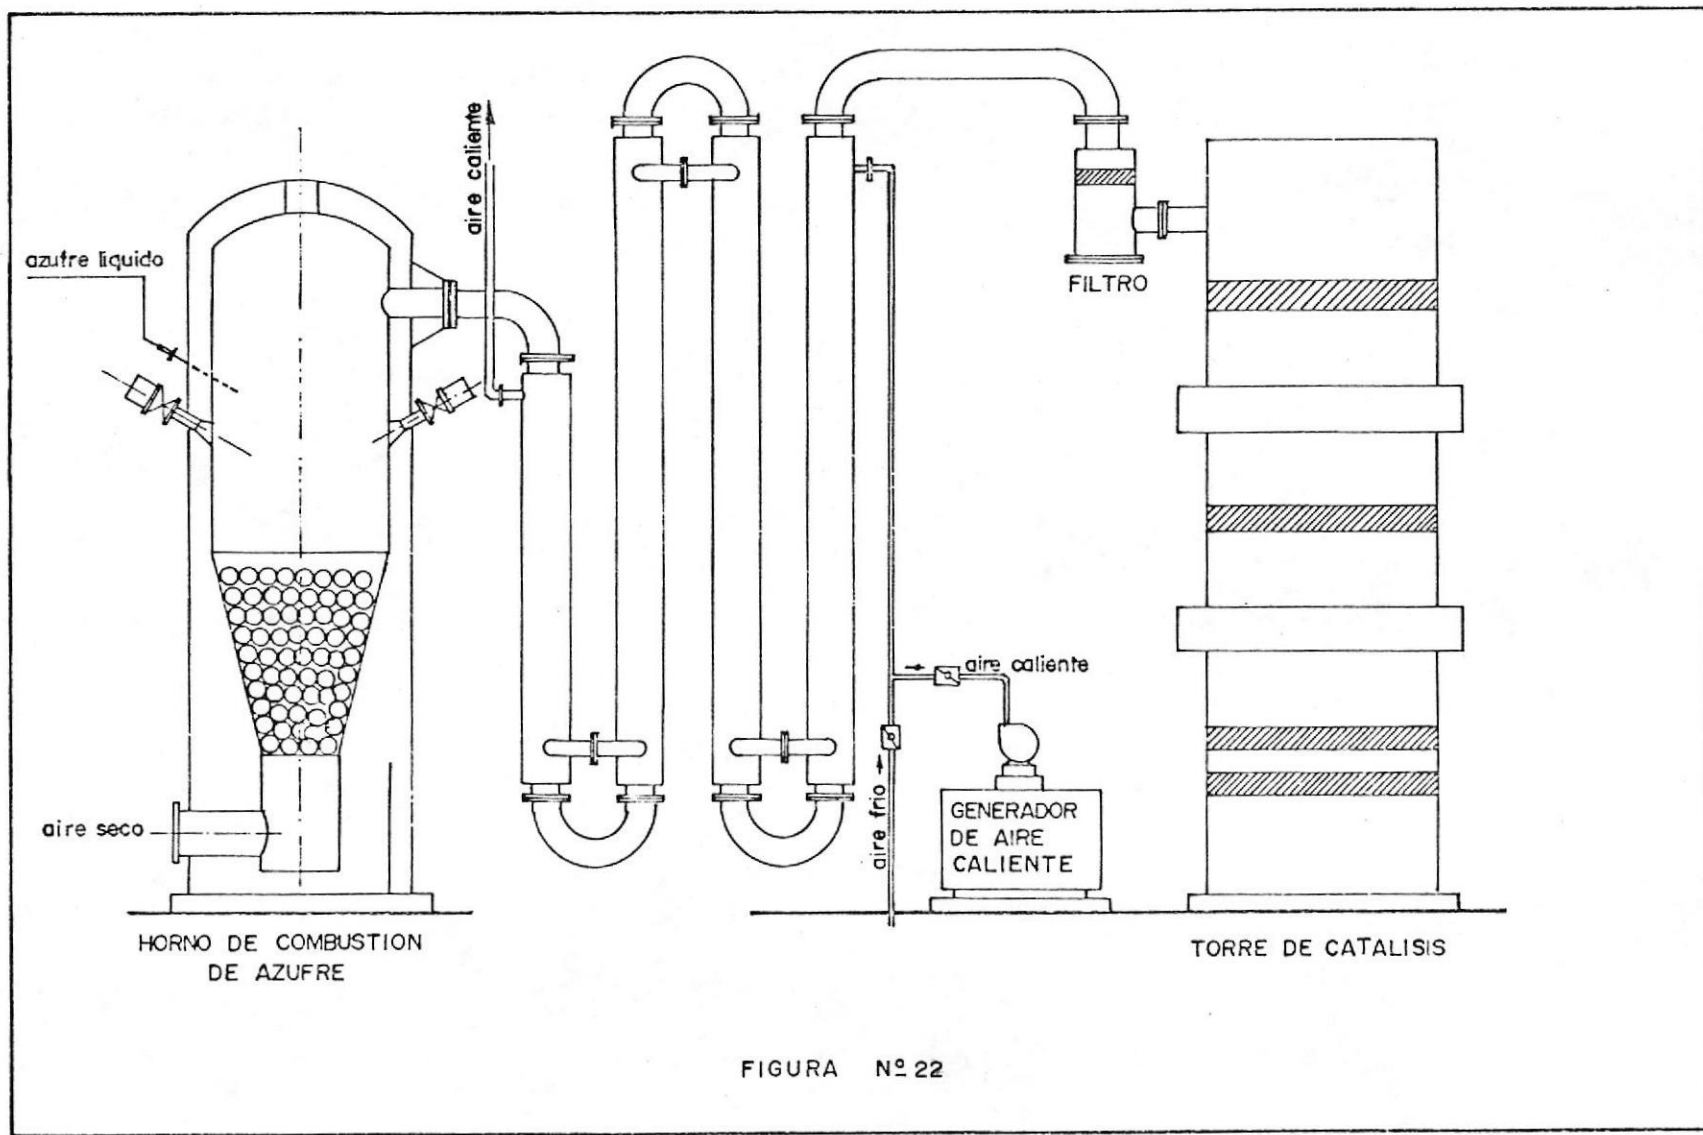 azufre liquido
aire caliente
FILTRO
aire caliente
aire frio
GENERADOR
DE AIRE
CALIENTE
aire seco
HORNO DE COMBUSTION
DE AZUFRE
TORRE DE CATALISIS
FIGURA Nº 22